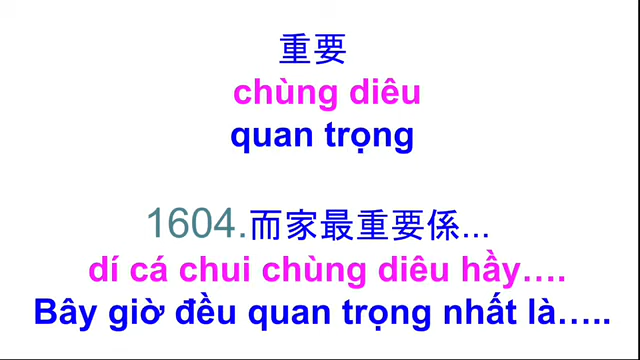 重要
chùng diêu
quan trọng
1604.而家最重要係...
dí cá chui chùng diêu hầy….
Bây giờ đều quan trọng nhất là…..